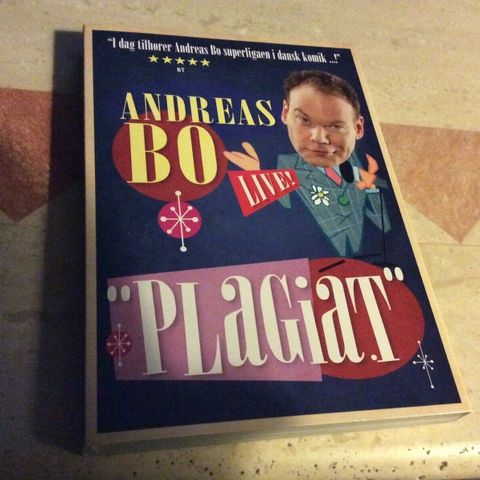 "I dag tilhører Andreas Bo superligaen i dansk komik ...!"
★★★★★
BT
ANDREAS
BO
LIVE!
"PLAGiAT"